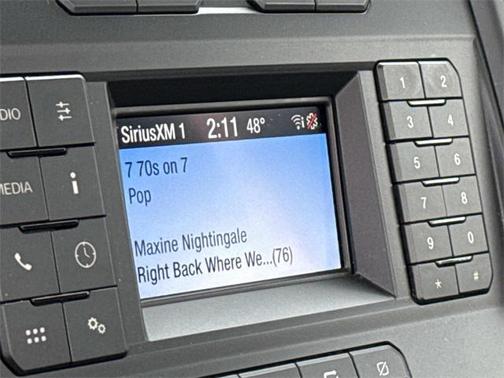 SiriusXM 1 2:11 48°
7 70s on 7
Pop
Maxine Nightingale
Right Back Where We...(76)
DIO
MEDIA
i
1 2
3 4
5 6
7 8
9 0
* #